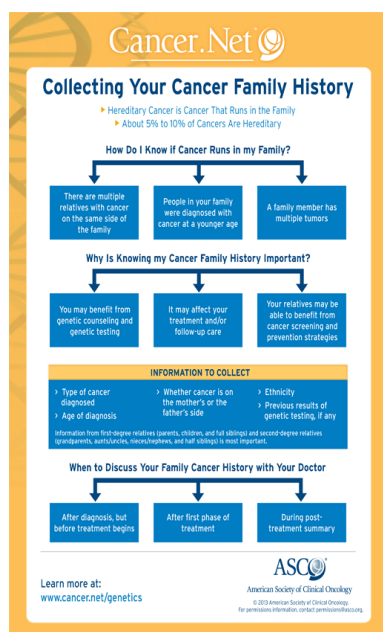 Cancer.Net
Collecting Your Cancer Family History
Hereditary Cancer is Cancer That Runs in the Family
About 5% to 10% of Cancers Are Hereditary
How Do I Know if Cancer Runs in my Family?
There are multiple
relatives with cancer
on the same side of
the family
People in your family
were diagnosed with
cancer at a younger age
A family member has
multiple tumors
Why Is Knowing my Cancer Family History Important?
You may benefit from
genetic counseling and
genetic testing
It may affect your
treatment and/or
follow-up care
Your relatives may be
able to benefit from
cancer screening and
prevention strategies
INFORMATION TO COLLECT
> Type of cancer
diagnosed
> Age of diagnosis
> Whether cancer is on
the mother's or the
father's side
> Ethnicity
> Previous results of
genetic testing, if any
Information from first-degree relatives (parents, children, and full siblings) and second-degree relatives
(grandparents, aunts/uncles, nieces/nephews, and half siblings) is most important.
When to Discuss Your Family Cancer History with Your Doctor
After diagnosis, but
before treatment begins
After first phase of
treatment
During post-
treatment summary
Learn more at:
www.cancer.net/genetics
ASCO
American Society of Clinical Oncology
© 2013 American Society of Clinical Oncology.
For permissions information, contact permissions@asco.org.